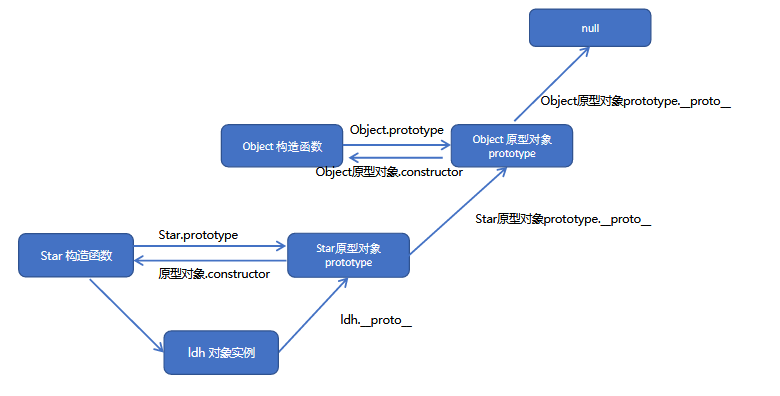 null
Object原型对象prototype.__proto__
Object.prototype
Object 构造函数
Object 原型对象
prototype
Object原型对象.constructor
Star原型对象prototype.__proto__
Star.prototype
Star 构造函数
Star原型对象
prototype
原型对象.constructor
ldh.__proto__
ldh 对象实例